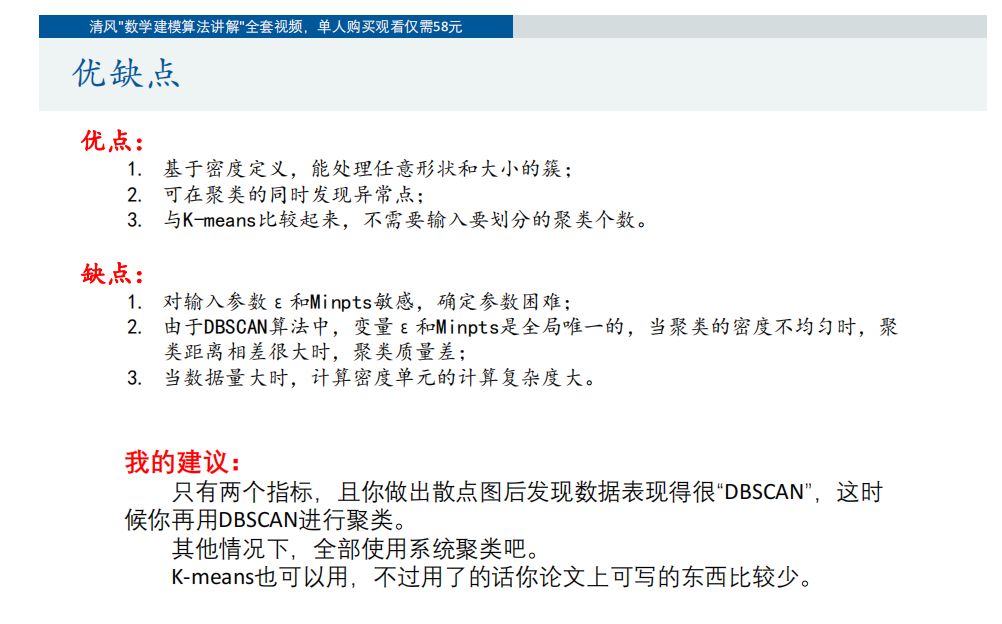 清风"数学建模算法讲解"全套视频，单人购买观看仅需58元
优缺点
优点：
1. 基于密度定义，能处理任意形状和大小的簇；
2. 可在聚类的同时发现异常点；
3. 与K-means比较起来，不需要输入要划分的聚类个数。
缺点：
1. 对输入参数ε和Minpts敏感，确定参数困难；
2. 由于DBSCAN算法中，变量ε和Minpts是全局唯一的，当聚类的密度不均匀时，聚
类距离相差很大时，聚类质量差；
3. 当数据量大时，计算密度单元的计算复杂度大。
我的建议：
只有两个指标，且你做出散点图后发现数据表现得很“DBSCAN”，这时
候你再用DBSCAN进行聚类。
其他情况下，全部使用系统聚类吧。
K-means也可以用，不过用了的话你论文上可写的东西比较少。